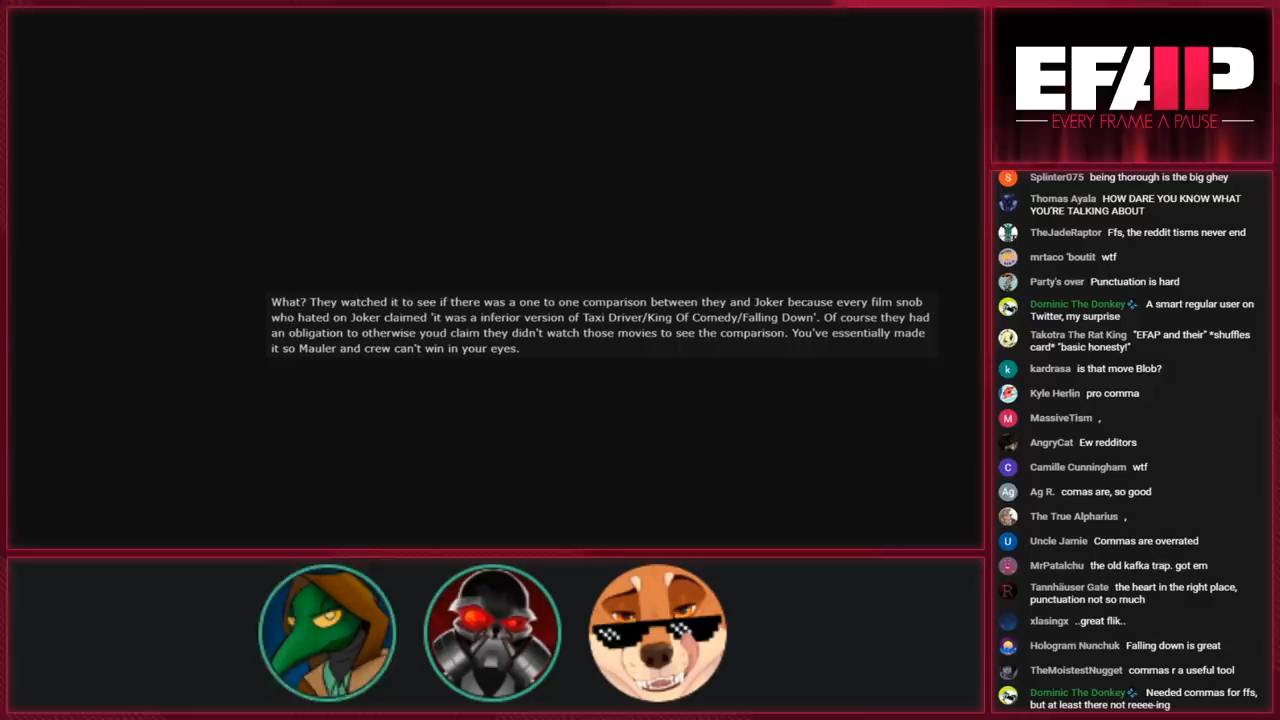 What? They watched it to see if there was a one to one comparison between they and Joker because every film snob
who hated on Joker claimed 'it was a inferior version of Taxi Driver/King Of Comedy/Falling Down'. Of course they had
an obligation to otherwise youd claim they didn't watch those movies to see the comparison. You've essentially made
it so Mauler and crew can't win in your eyes.
EFAP
EVERY FRAME A PAUSE
S Splinter075 being thorough is the big ghey
Thomas Ayala HOW DARE YOU KNOW WHAT
YOU'RE TALKING ABOUT
TheJadeRaptor Ffs, the reddit tisms never end
mrtaco 'boutit wtf
Party's over Punctuation is hard
Dominic The Donkey A smart regular user on
Twitter, my surprise
Takotra The Rat King "EFAP and their" *shuffles
card* "basic honesty!"
k kardrasa is that move Blob?
Kyle Herlin pro comma
M MassiveTism ,
AngryCat Ew redditors
C Camille Cunningham wtf
Ag Ag R. comas are, so good
The True Alpharius ,
U Uncle Jamie Commas are overrated
MrPatalchu the old kafka trap. got em
R Tannhäuser Gate the heart in the right place,
punctuation not so much
xlasingx ..great flik..
Hologram Nunchuk Falling down is great
TheMoistestNugget commas r a useful tool
Dominic The Donkey Needed commas for ffs,
but at least there not reeee-ing